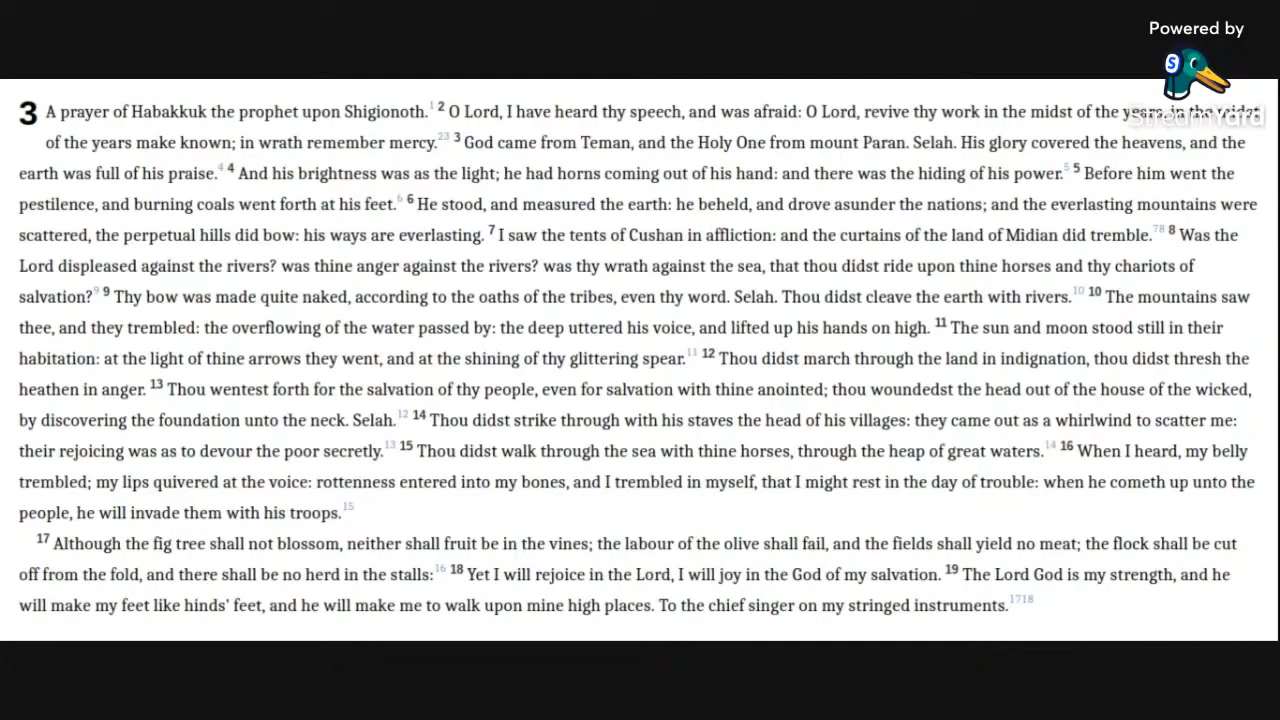 Powered by
StreamYard
3 A prayer of Habakkuk the prophet upon Shigionoth.1 2 O Lord, I have heard thy speech, and was afraid: O Lord, revive thy work in the midst of the years, in the midst
of the years make known; in wrath remember mercy.23 3 God came from Teman, and the Holy One from mount Paran. Selah. His glory covered the heavens, and the
earth was full of his praise.4 4 And his brightness was as the light; he had horns coming out of his hand: and there was the hiding of his power.5 5 Before him went the
pestilence, and burning coals went forth at his feet.6 6 He stood, and measured the earth: he beheld, and drove asunder the nations; and the everlasting mountains were
scattered, the perpetual hills did bow: his ways are everlasting. 7 I saw the tents of Cushan in affliction: and the curtains of the land of Midian did tremble.78 8 Was the
Lord displeased against the rivers? was thine anger against the rivers? was thy wrath against the sea, that thou didst ride upon thine horses and thy chariots of
salvation?9 9 Thy bow was made quite naked, according to the oaths of the tribes, even thy word. Selah. Thou didst cleave the earth with rivers.10 10 The mountains saw
thee, and they trembled: the overflowing of the water passed by: the deep uttered his voice, and lifted up his hands on high. 11 The sun and moon stood still in their
habitation: at the light of thine arrows they went, and at the shining of thy glittering spear.11 12 Thou didst march through the land in indignation, thou didst thresh the
heathen in anger. 13 Thou wentest forth for the salvation of thy people, even for salvation with thine anointed; thou woundedst the head out of the house of the wicked,
by discovering the foundation unto the neck. Selah.12 14 Thou didst strike through with his staves the head of his villages: they came out as a whirlwind to scatter me:
their rejoicing was as to devour the poor secretly.13 15 Thou didst walk through the sea with thine horses, through the heap of great waters.14 16 When I heard, my belly
trembled; my lips quivered at the voice: rottenness entered into my bones, and I trembled in myself, that I might rest in the day of trouble: when he cometh up unto the
people, he will invade them with his troops.15
17 Although the fig tree shall not blossom, neither shall fruit be in the vines; the labour of the olive shall fail, and the fields shall yield no meat; the flock shall be cut
off from the fold, and there shall be no herd in the stalls:16 18 Yet I will rejoice in the Lord, I will joy in the God of my salvation. 19 The Lord God is my strength, and he
will make my feet like hinds' feet, and he will make me to walk upon mine high places. To the chief singer on my stringed instruments.1718